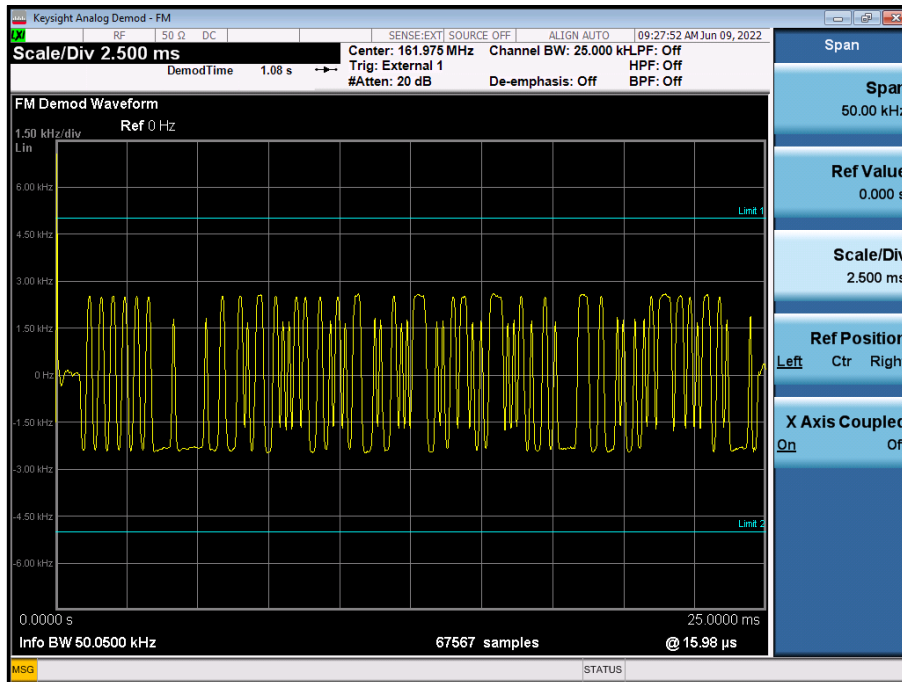 Keysight Analog Demod - FM
LXI RF 50 Ω DC SENSE:EXT SOURCE OFF ALIGN AUTO 09:27:52 AM Jun 09, 2022
Scale/Div 2.500 ms
DemodTime 1.08 s
Center: 161.975 MHz Channel BW: 25.000 kH LPF: Off
Trig: External 1 HPF: Off
#Atten: 20 dB De-emphasis: Off BPF: Off
FM Demod Waveform
Ref 0 Hz
1.50 kHz/div
Lin
6.00 kHz
Limit 1
4.50 kHz
3.00 kHz
1.50 kHz
0 Hz
-1.50 kHz
-3.00 kHz
-4.50 kHz
Limit 2
-6.00 kHz
0.0000 s 25.0000 ms
Info BW 50.0500 kHz 67567 samples @ 15.98 µs
MSG STATUS
Span
Span
50.00 kHz
Ref Value
0.000 s
Scale/Div
2.500 ms
Ref Position
Left Ctr Right
X Axis Coupled
On Of